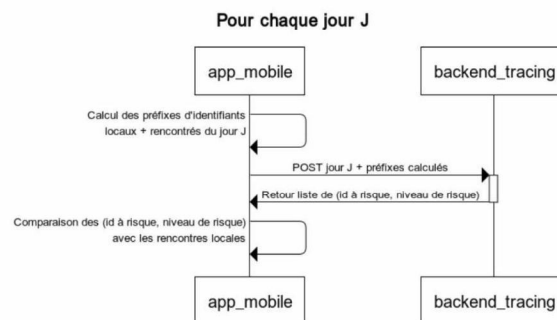 Pour chaque jour J
app_mobile
backend_tracing
Calcul des préfixes d'identifiants
locaux + rencontrés du jour J
POST jour J + préfixes calculés
Retour liste de (id à risque, niveau de risque)
Comparaison des (id à risque, niveau de risque)
avec les rencontres locales
app_mobile
backend_tracing